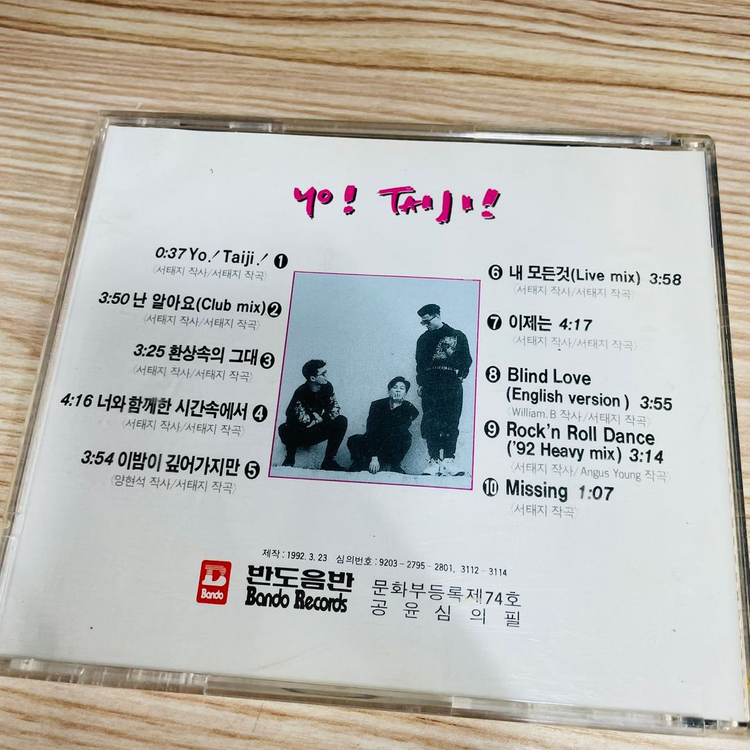 YO! TAIJI!
0:37 Yo! Taiji! 1
(서태지 작사/서태지 작곡)
3:50 난 알아요(Club mix) 2
(서태지 작사/서태지 작곡)
3:25 환상속의 그대 3
(서태지 작사/서태지 작곡)
4:16 너와 함께한 시간속에서 4
(서태지 작사/서태지 작곡)
3:54 이밤이 깊어가지만 5
(양현석 작사/서태지 작곡)
6 내 모든것(Live mix) 3:58
(서태지 작사/서태지 작곡)
7 이제는 4:17
(서태지 작사/서태지 작곡)
8 Blind Love
(English version) 3:55
(William.B 작사/서태지 작곡)
9 Rock'n Roll Dance
('92 Heavy mix) 3:14
(서태지 작사/Angus Young 작곡)
10 Missing 1:07
(서태지 작곡)
제작:1992.3.23 심의번호:9203-2795-2801, 3112-3114
Bando
반도음반
Bando Records
문화부등록제74호
공윤심의필